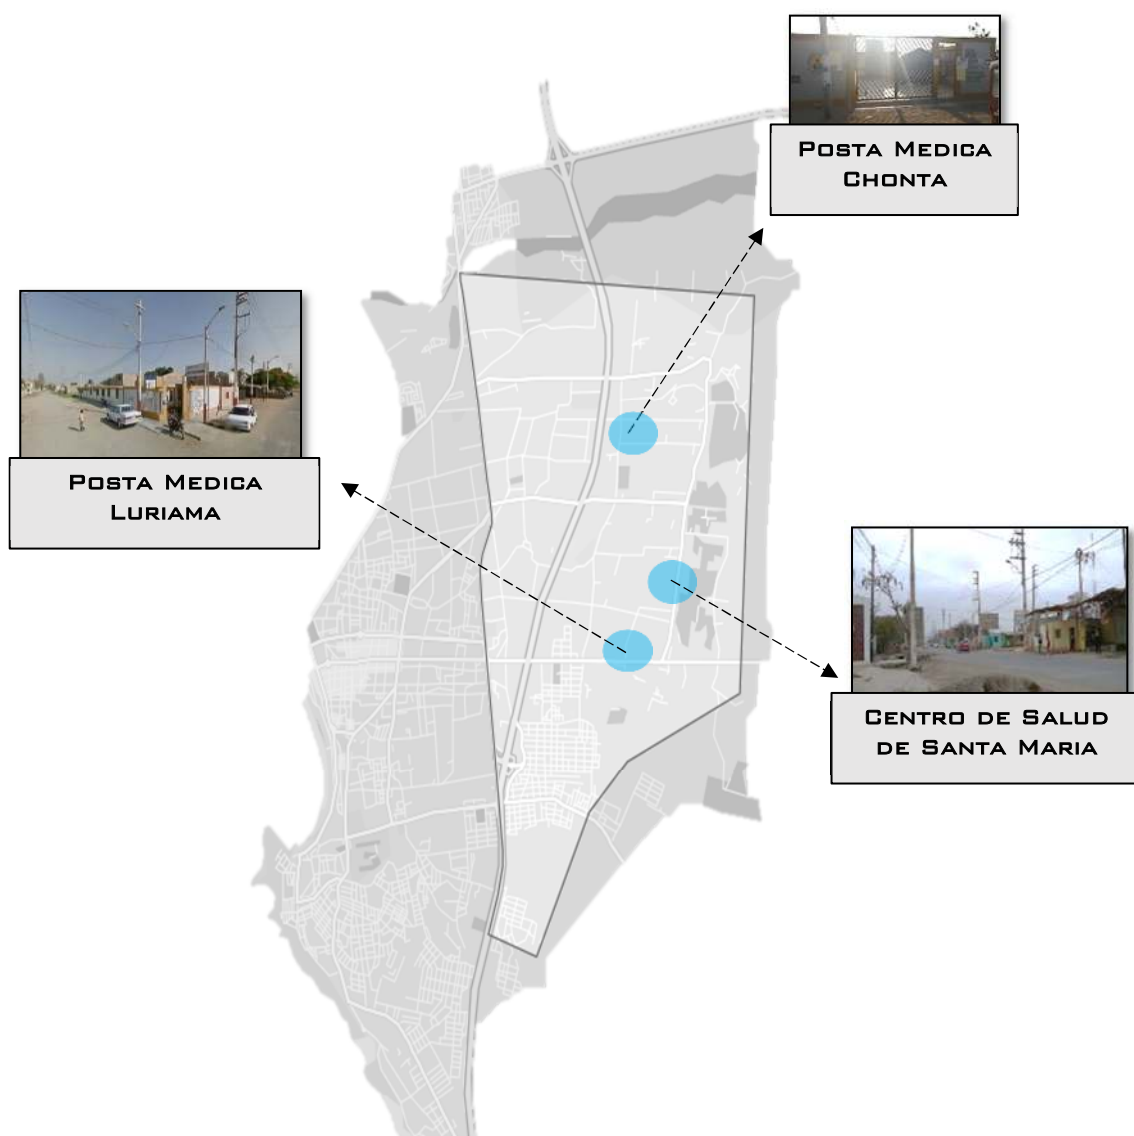 Posta Medica
Chonta
Posta Medica
Luriama
Centro de Salud
de Santa Maria